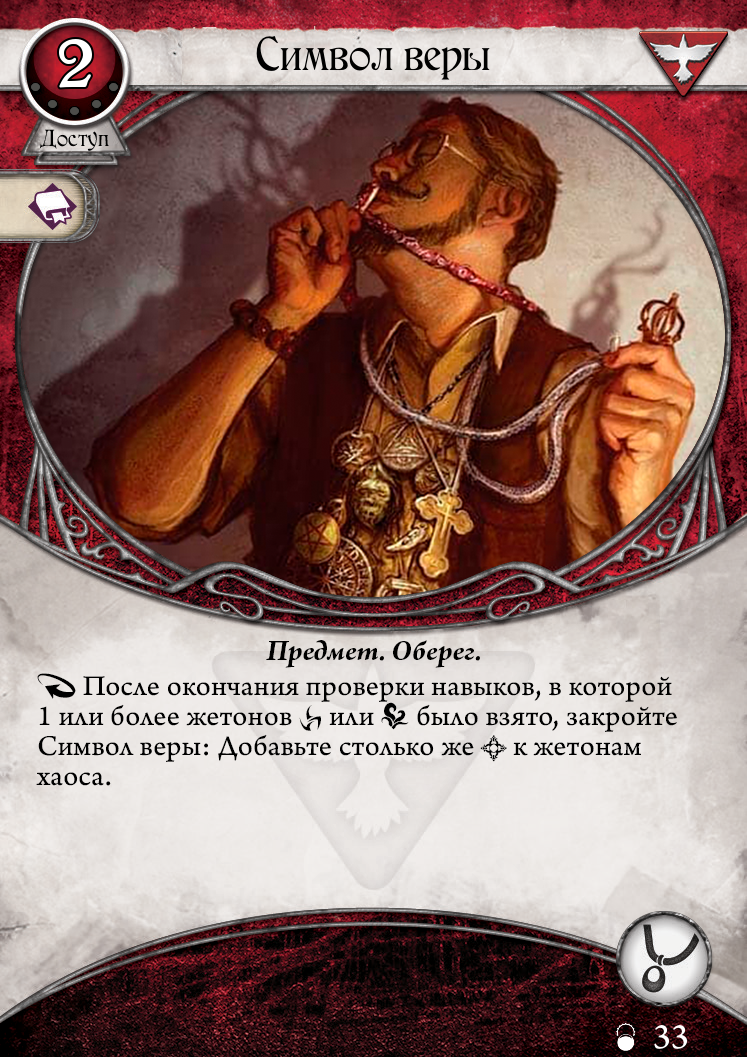 2
Символ веры
Доступ
Предмет. Оберег.
После окончания проверки навыков, в которой
1 или более жетонов или было взято, закройте
Символ веры: Добавьте столько же к жетонам
хаоса.
33